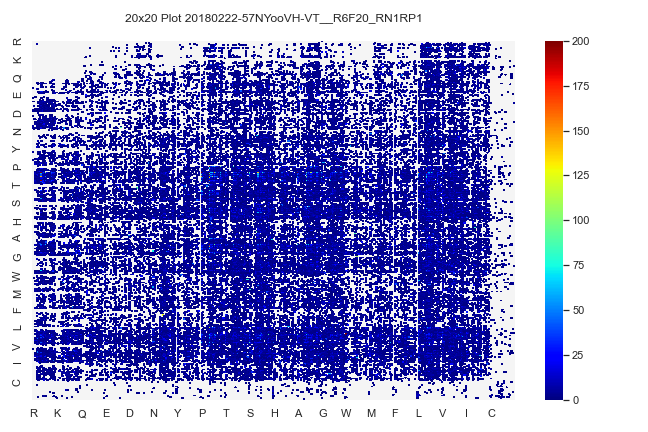 20x20 Plot 20180222-57NYooVH-VT__R6F20_RN1RP1
R
K
Q
E
D
N
Y
P
T
S
H
A
G
W
M
F
L
V
I
C
R K Q E D N Y P T S H A G W M F L V I C
200
175
150
125
100
75
50
25
0